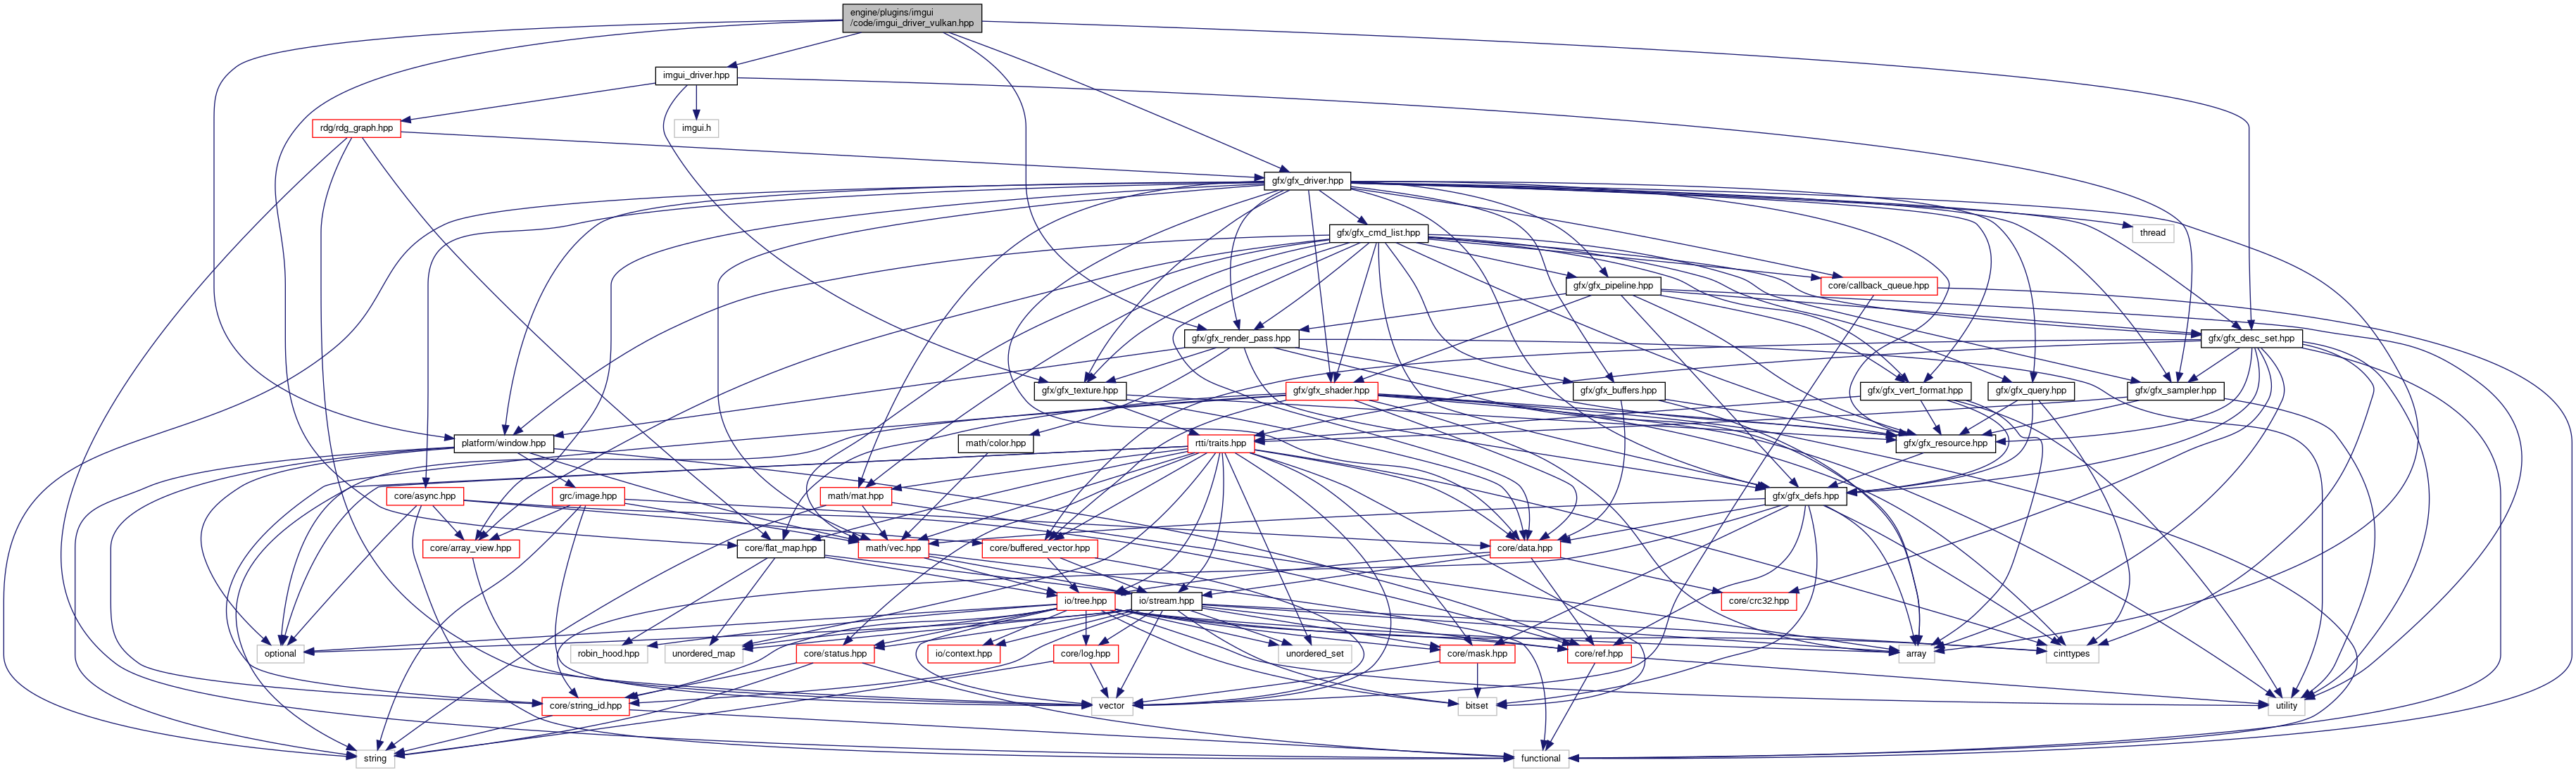 engine/plugins/imgui
/code/imgui_driver_vulkan.hpp
imgui_driver.hpp
rdg/rdg_graph.hpp
imgui.h
gfx/gfx_driver.hpp
gfx/gfx_cmd_list.hpp
thread
gfx/gfx_pipeline.hpp
core/callback_queue.hpp
gfx/gfx_render_pass.hpp
gfx/gfx_desc_set.hpp
gfx/gfx_texture.hpp
gfx/gfx_shader.hpp
gfx/gfx_buffers.hpp
gfx/gfx_vert_format.hpp
gfx/gfx_query.hpp
gfx/gfx_sampler.hpp
platform/window.hpp
math/color.hpp
rtti/traits.hpp
gfx/gfx_resource.hpp
core/async.hpp
grc/image.hpp
math/mat.hpp
gfx/gfx_defs.hpp
core/array_view.hpp
core/flat_map.hpp
math/vec.hpp
core/buffered_vector.hpp
core/data.hpp
io/tree.hpp
io/stream.hpp
core/crc32.hpp
optional
robin_hood.hpp
unordered_map
core/status.hpp
io/context.hpp
core/log.hpp
unordered_set
core/mask.hpp
core/ref.hpp
array
cinttypes
core/string_id.hpp
vector
bitset
utility
string
functional